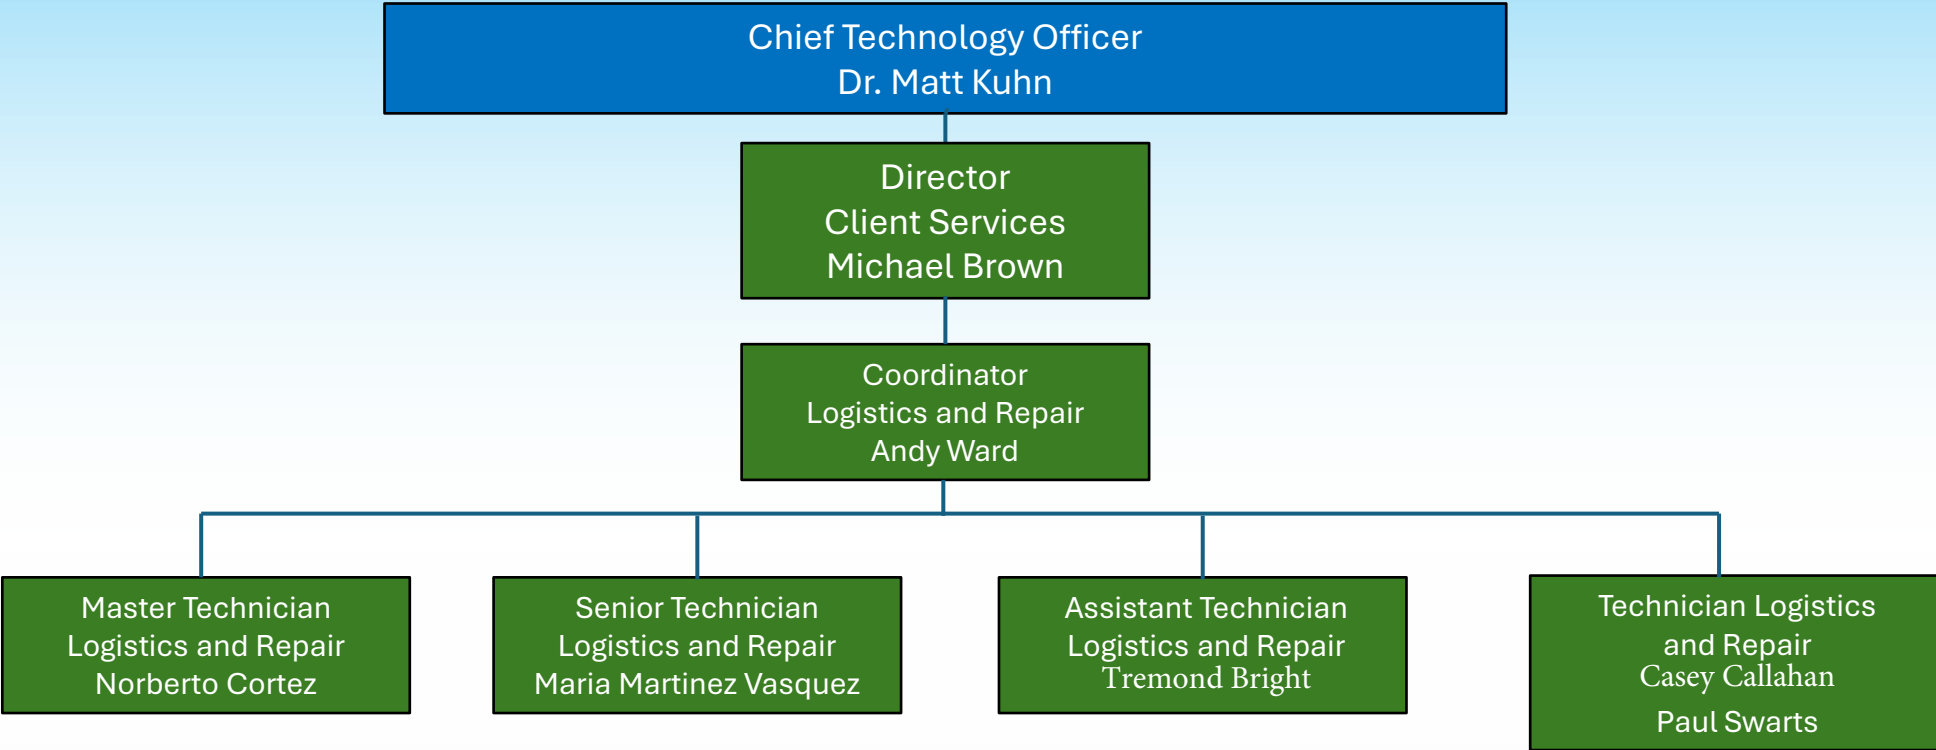 Chief Technology Officer
Dr. Matt Kuhn
Director
Client Services
Michael Brown
Coordinator
Logistics and Repair
Andy Ward
Master Technician
Logistics and Repair
Norberto Cortez
Senior Technician
Logistics and Repair
Maria Martinez Vasquez
Assistant Technician
Logistics and Repair
Tremond Bright
Technician Logistics
and Repair
Casey Callahan
Paul Swarts